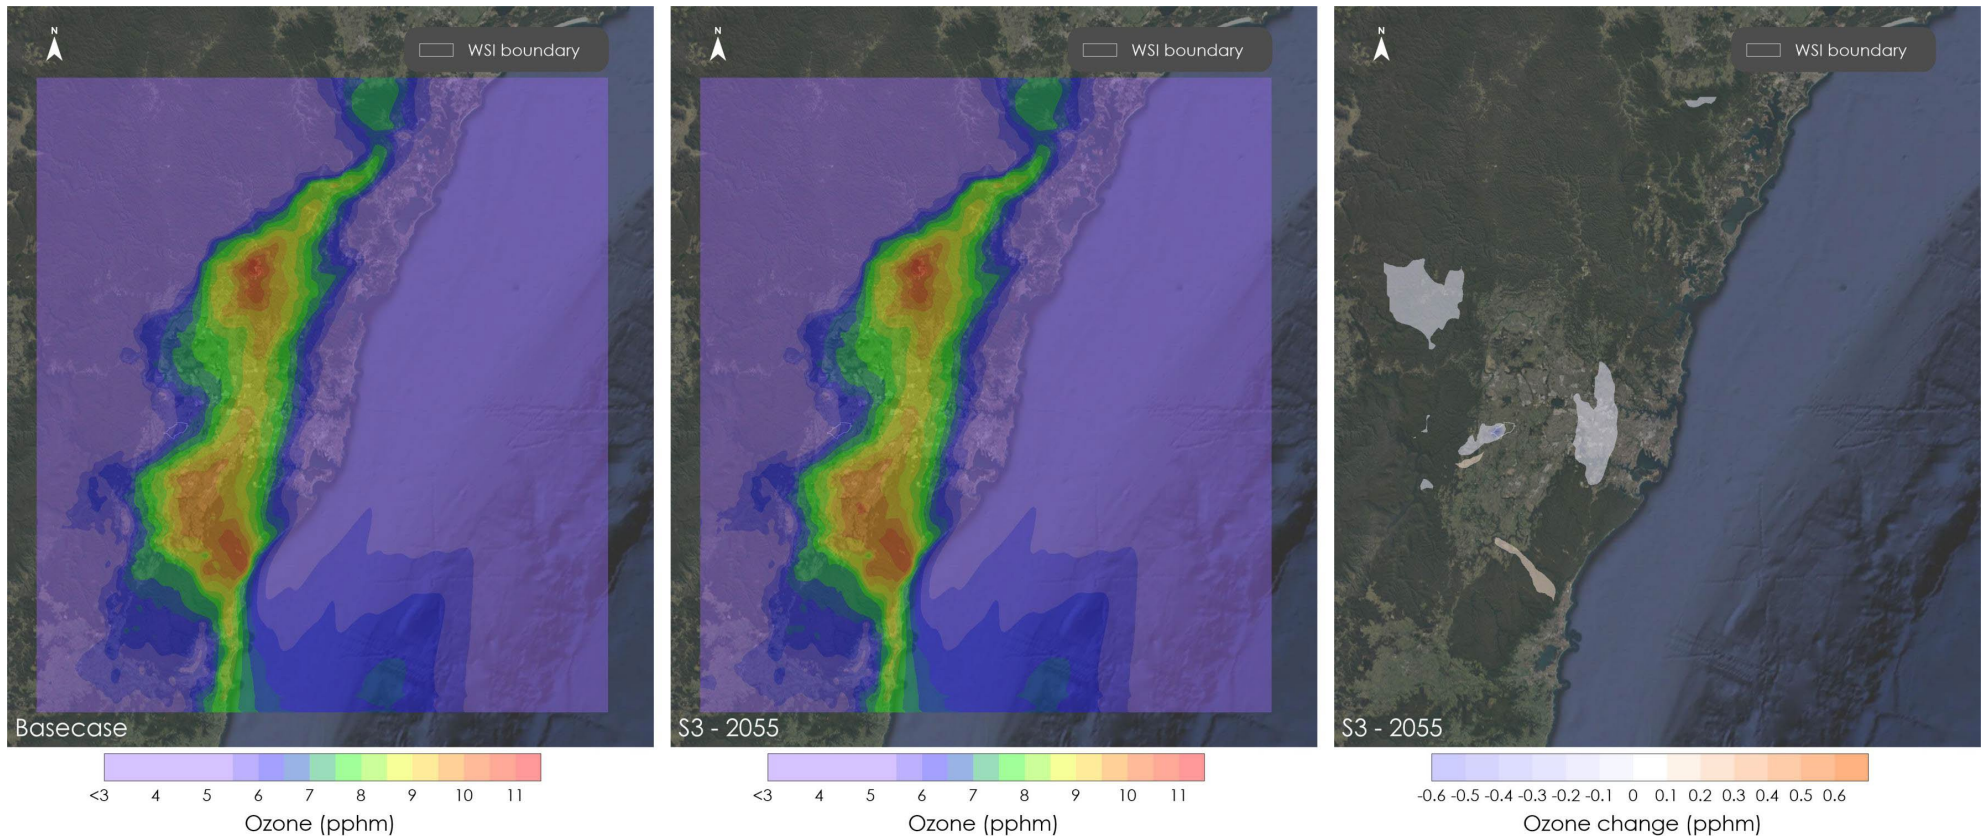 N
WSI boundary
N
WSI boundary
N
WSI boundary
Basecase
S3 - 2055
S3 - 2055
<3 4 5 6 7 8 9 10 11
<3 4 5 6 7 8 9 10 11
-0.6 -0.5 -0.4 -0.3 -0.2 -0.1 0 0.1 0.2 0.3 0.4 0.5 0.6
Ozone (pphm)
Ozone (pphm)
Ozone change (pphm)